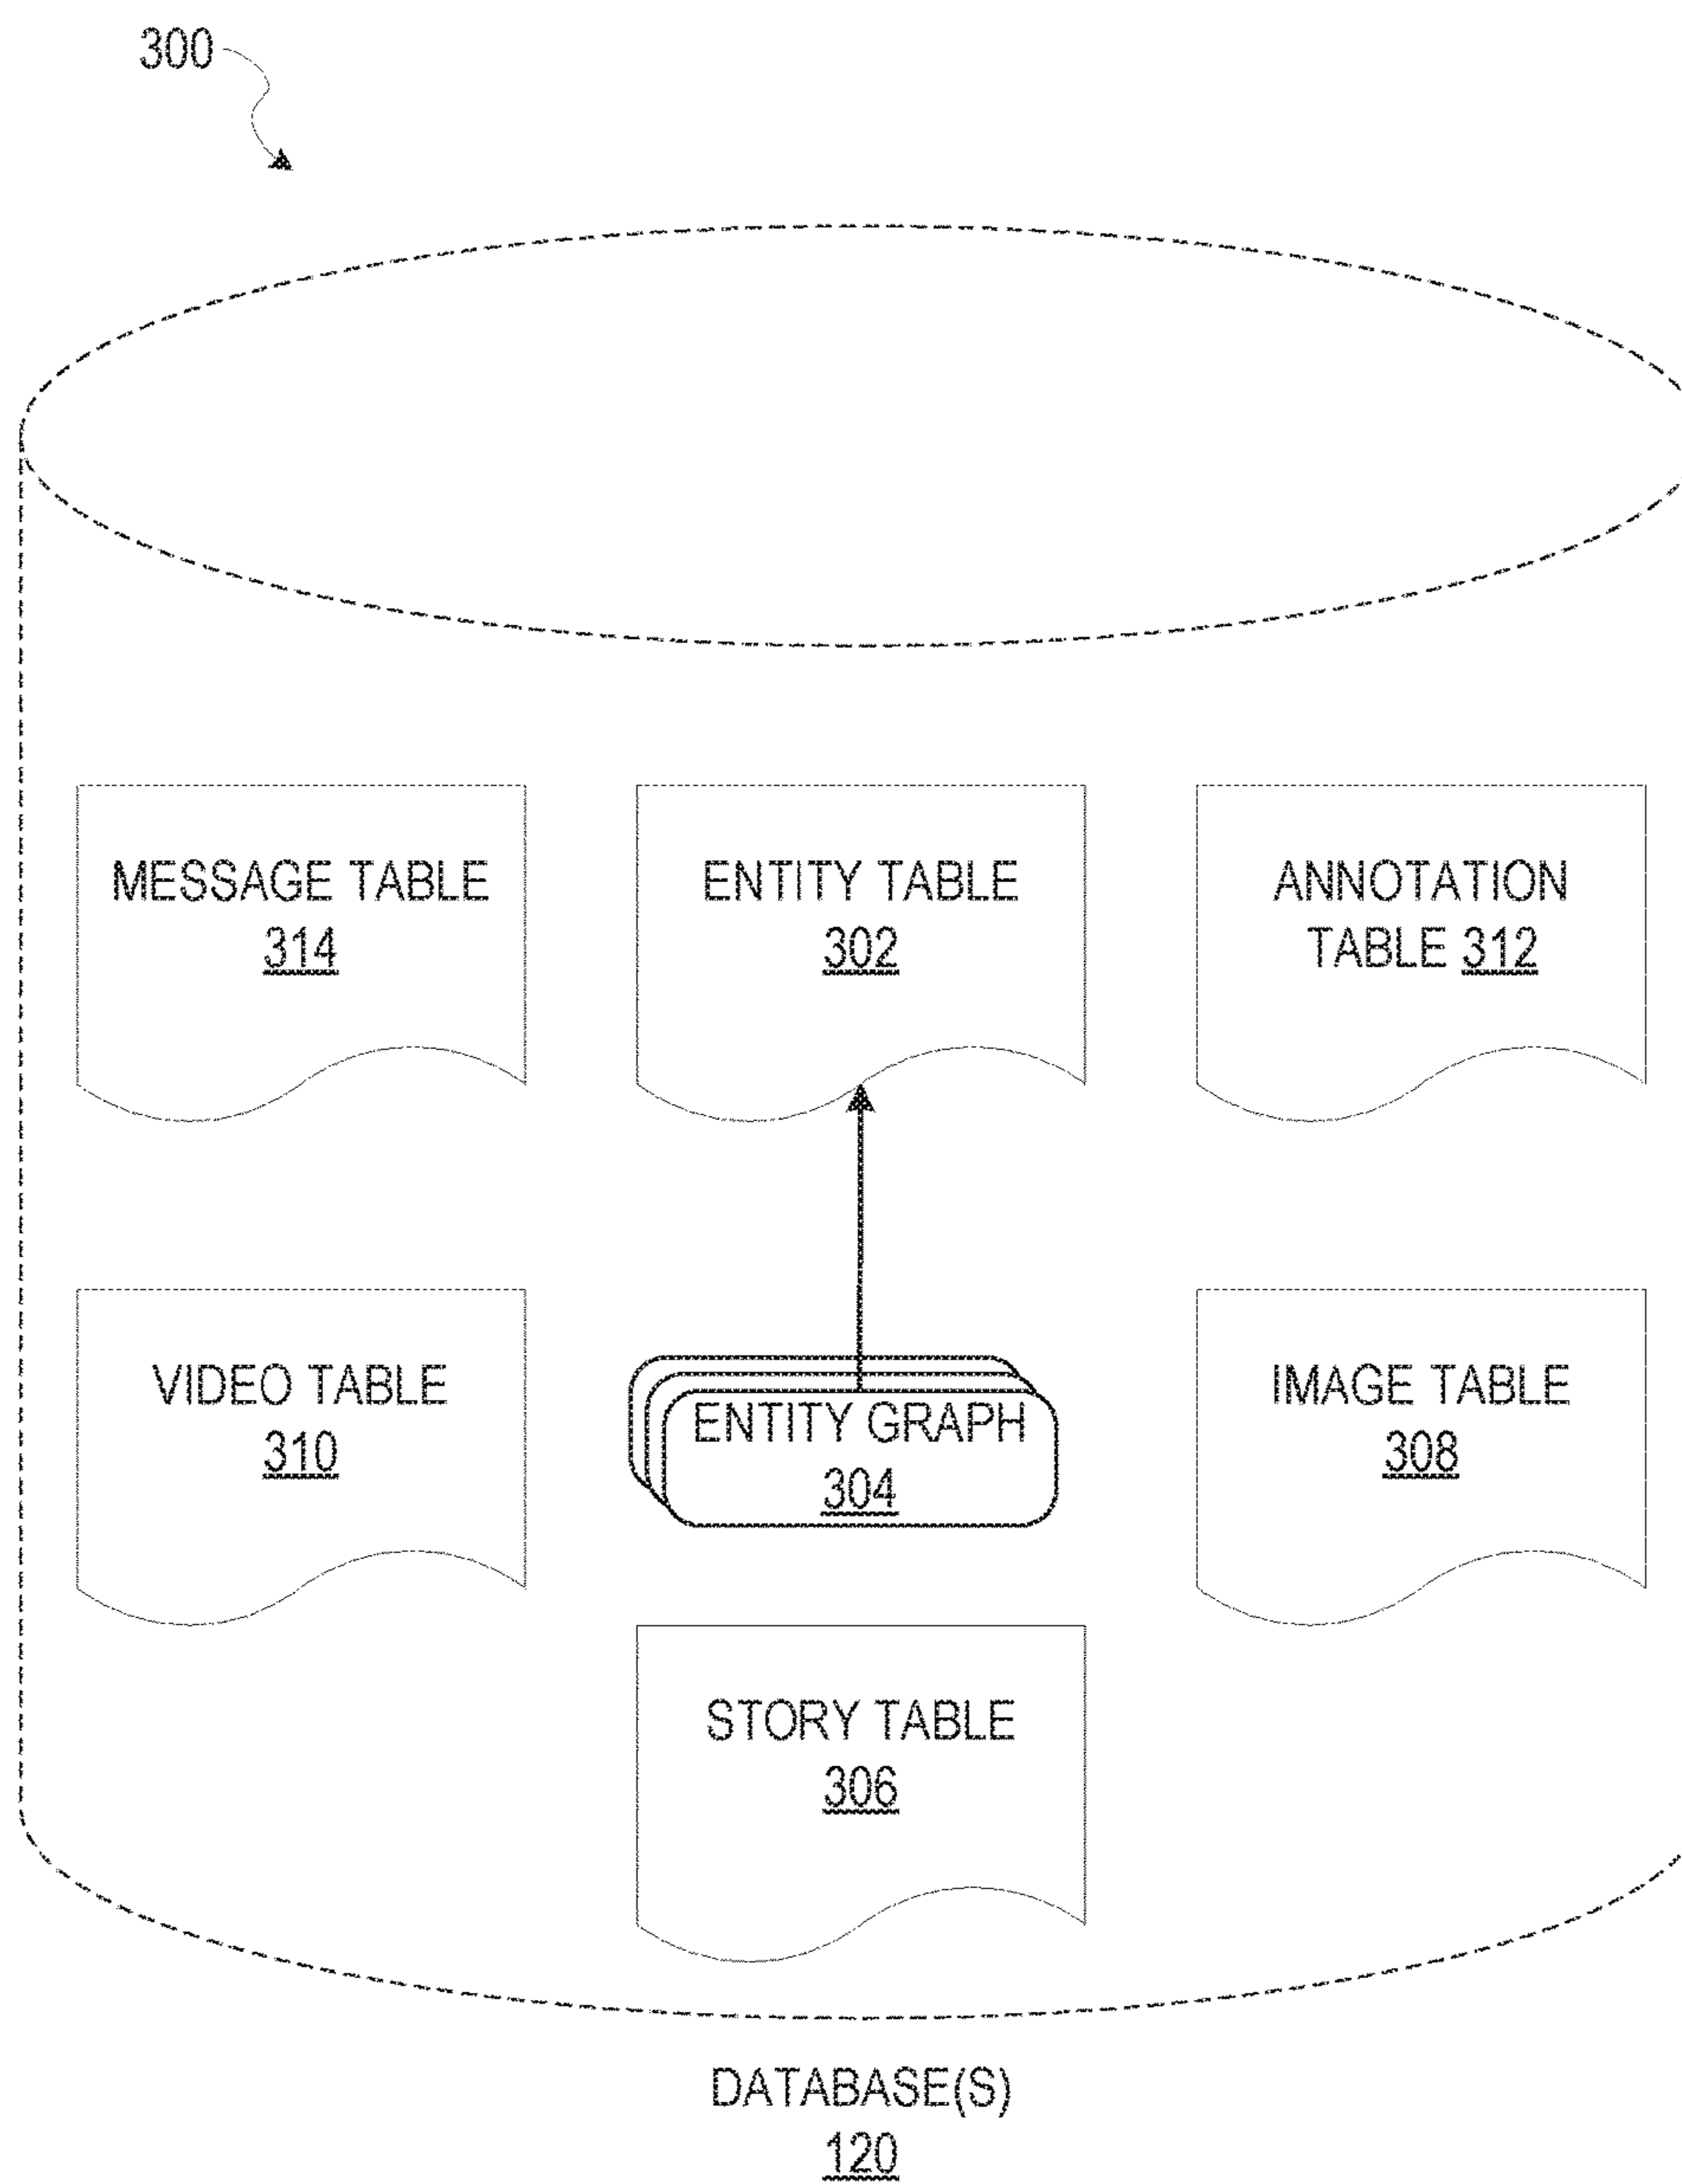 300
MESSAGE TABLE
314
ENTITY TABLE
302
ANNOTATION
TABLE 312
VIDEO TABLE
310
ENTITY GRAPH
304
IMAGE TABLE
308
STORY TABLE
306
DATABASE(S)
120